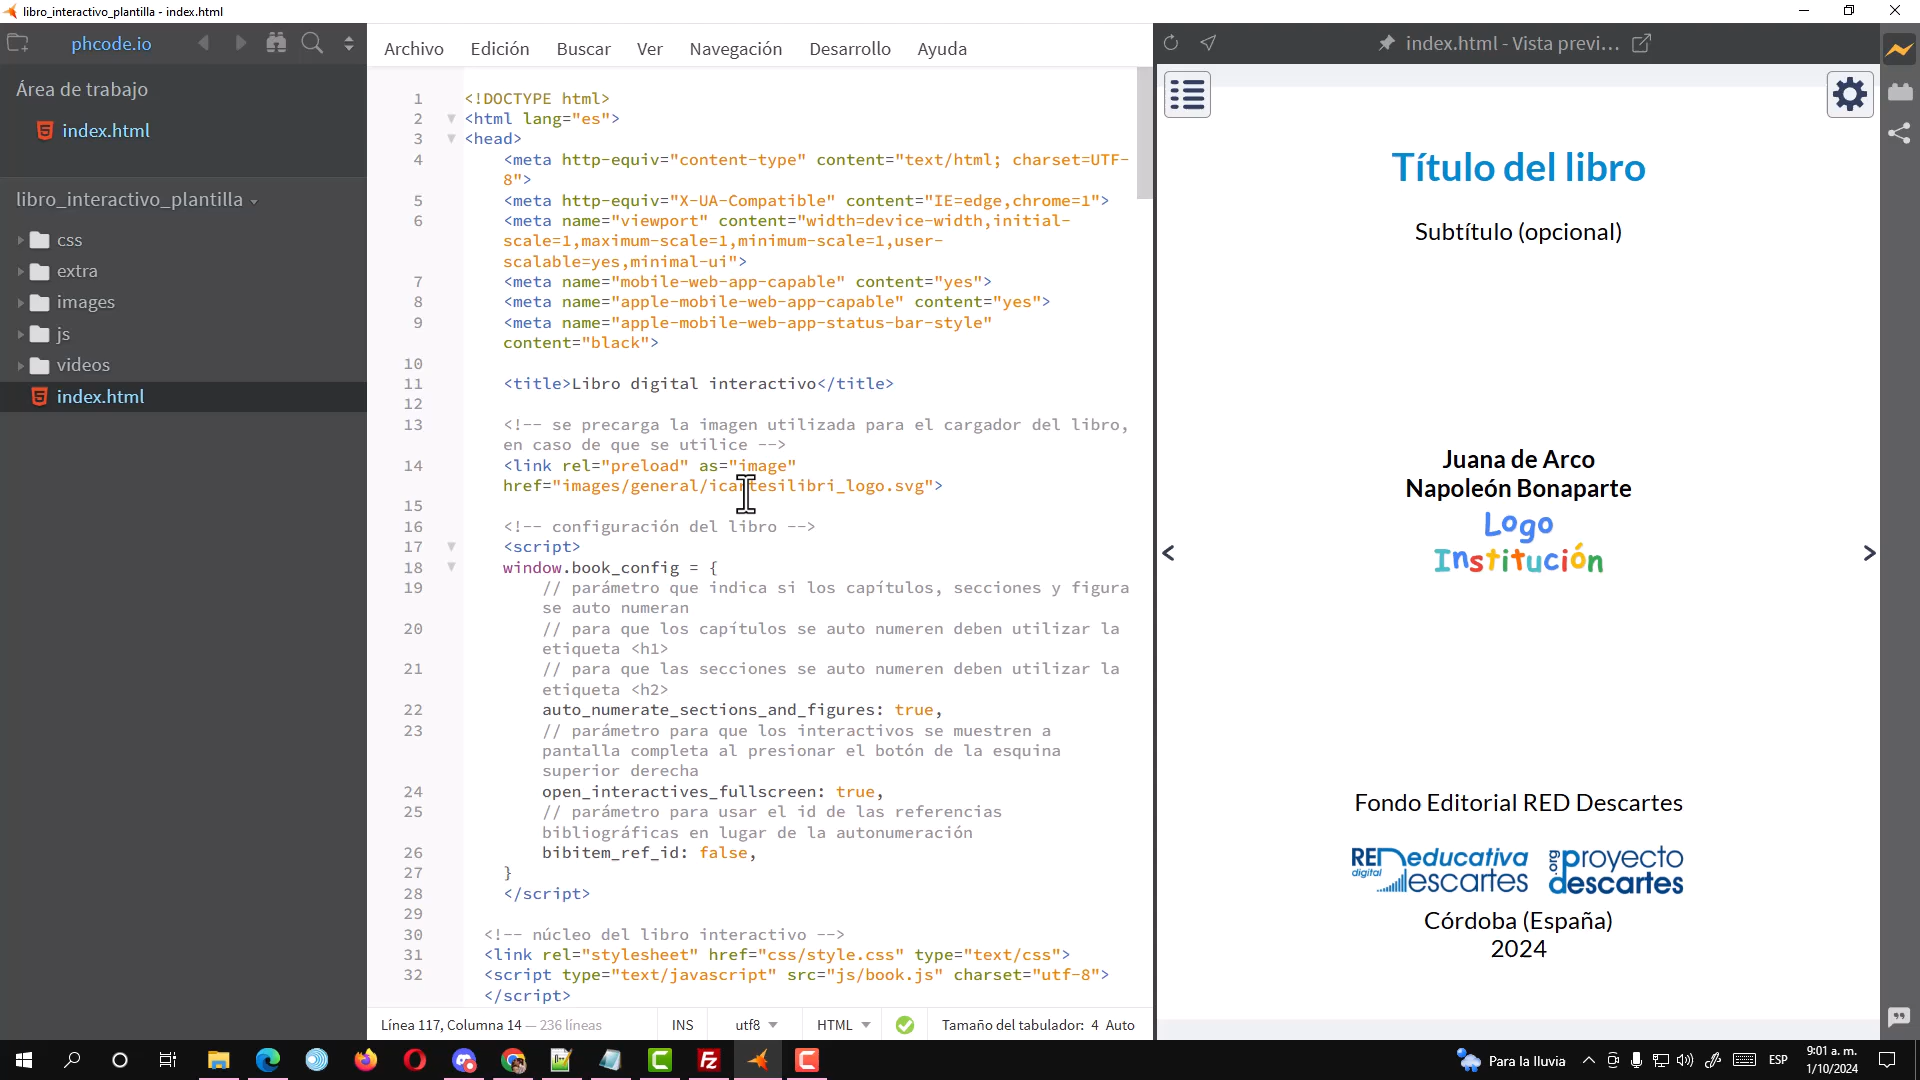 libro_interactivo_plantilla - index.html
phcode.io
Área de trabajo
index.html
libro_interactivo_plantilla
css
extra
images
js
videos
index.html
Archivo Edición Buscar Ver Navegación Desarrollo Ayuda
1 <!DOCTYPE html>
2 <html lang="es">
3 <head>
4 <meta http-equiv="content-type" content="text/html; charset=UTF-
8">
5 <meta http-equiv="X-UA-Compatible" content="IE=edge,chrome=1">
6 <meta name="viewport" content="width=device-width,initial-
scale=1,maximum-scale=1,minimum-scale=1,user-
scalable=yes,minimal-ui">
7 <meta name="mobile-web-app-capable" content="yes">
8 <meta name="apple-mobile-web-app-capable" content="yes">
9 <meta name="apple-mobile-web-app-status-bar-style"
content="black">
10
11 <title>Libro digital interactivo</title>
12
13 <!-- se precarga la imagen utilizada para el cargador del libro,
en caso de que se utilice -->
14 <link rel="preload" as="image"
href="images/general/icartesilibri_logo.svg">
15
16 <!-- configuración del libro -->
17 <script>
18 window.book_config = {
19 // parámetro que indica si los capítulos, secciones y figura
se auto numeran
20 // para que los capítulos se auto numeren deben utilizar la
etiqueta <h1>
21 // para que las secciones se auto numeren deben utilizar la
etiqueta <h2>
22 auto_numerate_sections_and_figures: true,
23 // parámetro para que los interactivos se muestren a
pantalla completa al presionar el botón de la esquina
superior derecha
24 open_interactives_fullscreen: true,
25 // parámetro para usar el id de las referencias
bibliográficas en lugar de la autonumeración
26 bibitem_ref_id: false,
27 }
28 </script>
29
30 <!-- núcleo del libro interactivo -->
31 <link rel="stylesheet" href="css/style.css" type="text/css">
32 <script type="text/javascript" src="js/book.js" charset="utf-8">
</script>
Línea 117, Columna 14 — 236 líneas
INS
utf8
HTML
Tamaño del tabulador: 4 Auto
index.html - Vista previ...
Título del libro
Subtítulo (opcional)
Juana de Arco
Napoleón Bonaparte
Logo
Institución
Fondo Editorial RED Descartes
RED educativa digital Descartes
proyecto descartes .org
Córdoba (España)
2024
Para la lluvia
ESP
9:01 a. m.
1/10/2024